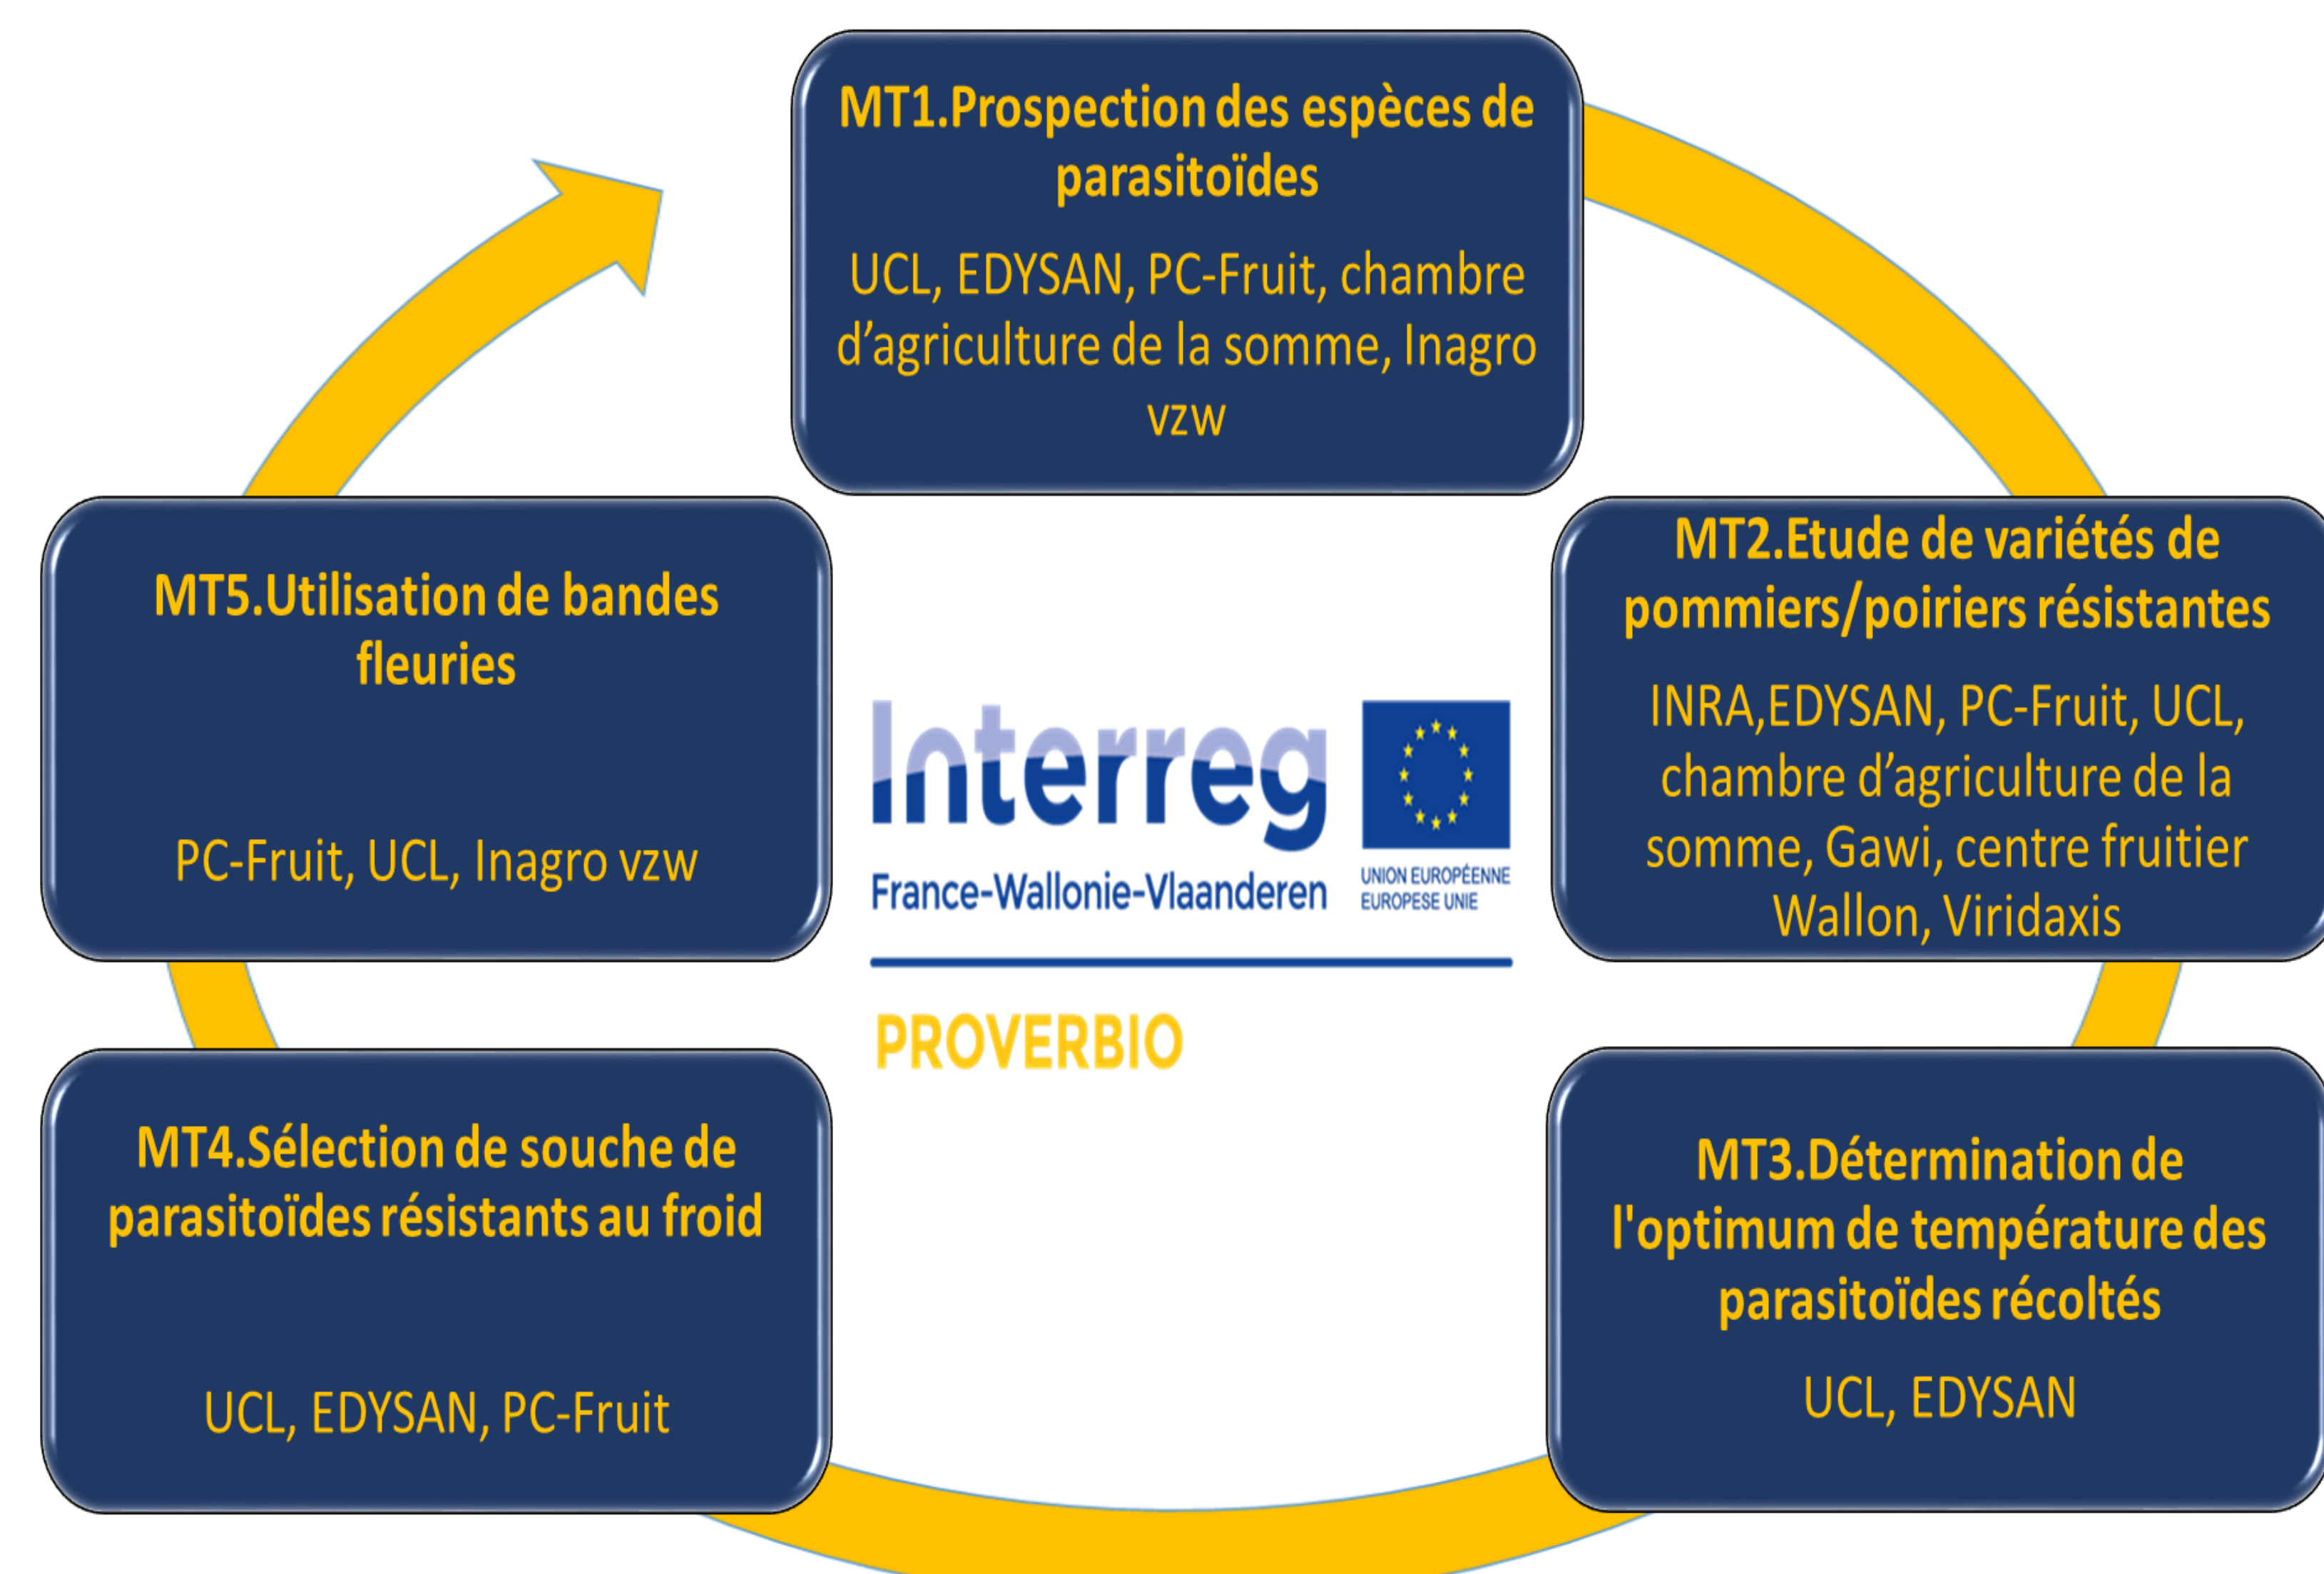 MT1.Prospection des espèces de
parasitoïdes
UCL, EDYSAN, PC-Fruit, chambre
d’agriculture de la somme, Inagro
vzw
MT2.Etude de variétés de
pommiers/poiriers résistantes
INRA,EDYSAN, PC-Fruit, UCL,
chambre d’agriculture de la
somme, Gawi, centre fruitier
Wallon, Viridaxis
MT3.Détermination de
l'optimum de température des
parasitoïdes récoltés
UCL, EDYSAN
MT4.Sélection de souche de
parasitoïdes résistants au froid
UCL, EDYSAN, PC-Fruit
MT5.Utilisation de bandes
fleuries
PC-Fruit, UCL, Inagro vzw
Interreg
France-Wallonie-Vlaanderen
UNION EUROPÉENNE
EUROPESE UNIE
PROVERBIO